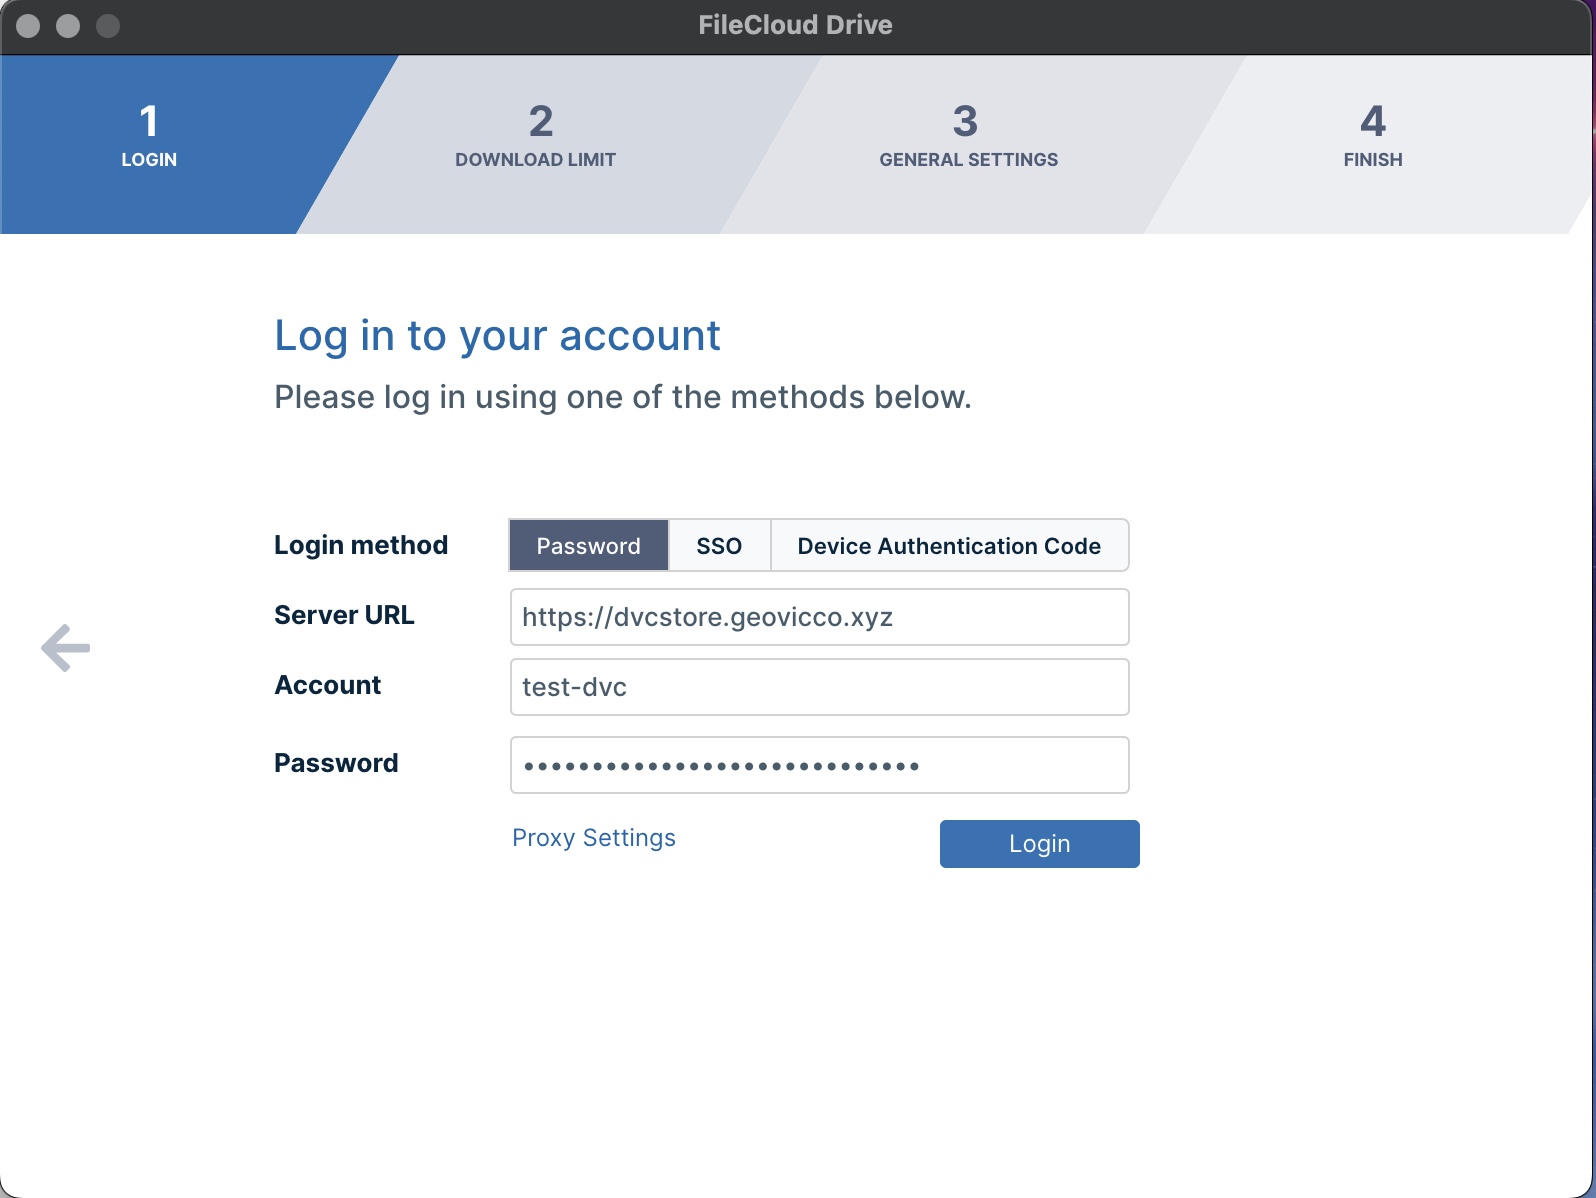 FileCloud Drive
1
LOGIN
2
DOWNLOAD LIMIT
3
GENERAL SETTINGS
4
FINISH
Log in to your account
Please log in using one of the methods below.
Login method
Password
SSO
Device Authentication Code
Server URL
https://dvcstore.geovicco.xyz
Account
test-dvc
Password
•••••••••••••••••••••••••••••
Proxy Settings
Login